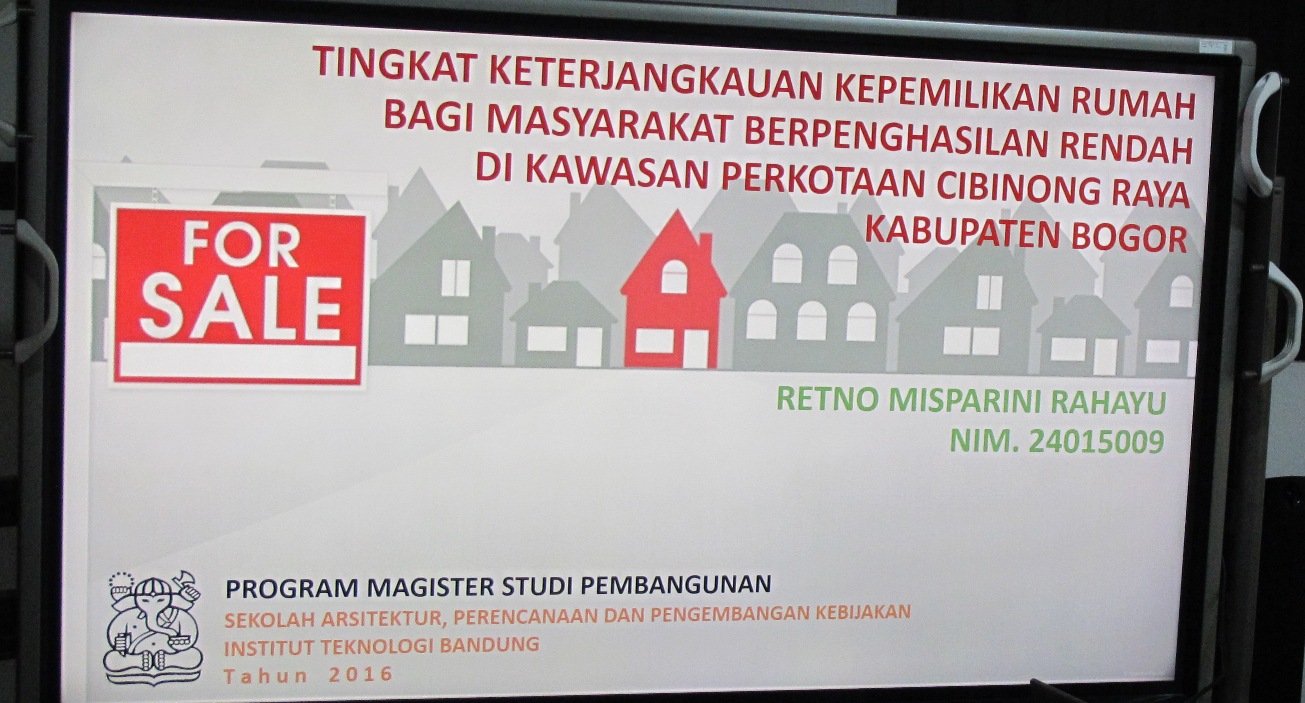 TINGKAT KETERJANGKAUAN KEPEMILIKAN RUMAH
BAGI MASYARAKAT BERPENGHASILAN RENDAH
DI KAWASAN PERKOTAAN CIBINONG RAYA
KABUPATEN BOGOR
FOR
SALE
RETNO MISPARINI RAHAYU
NIM. 24015009
PROGRAM MAGISTER STUDI PEMBANGUNAN
SEKOLAH ARSITEKTUR, PERENCANAAN DAN PENGEMBANGAN KEBIJAKAN
INSTITUT TEKNOLOGI BANDUNG
Tahun 2016